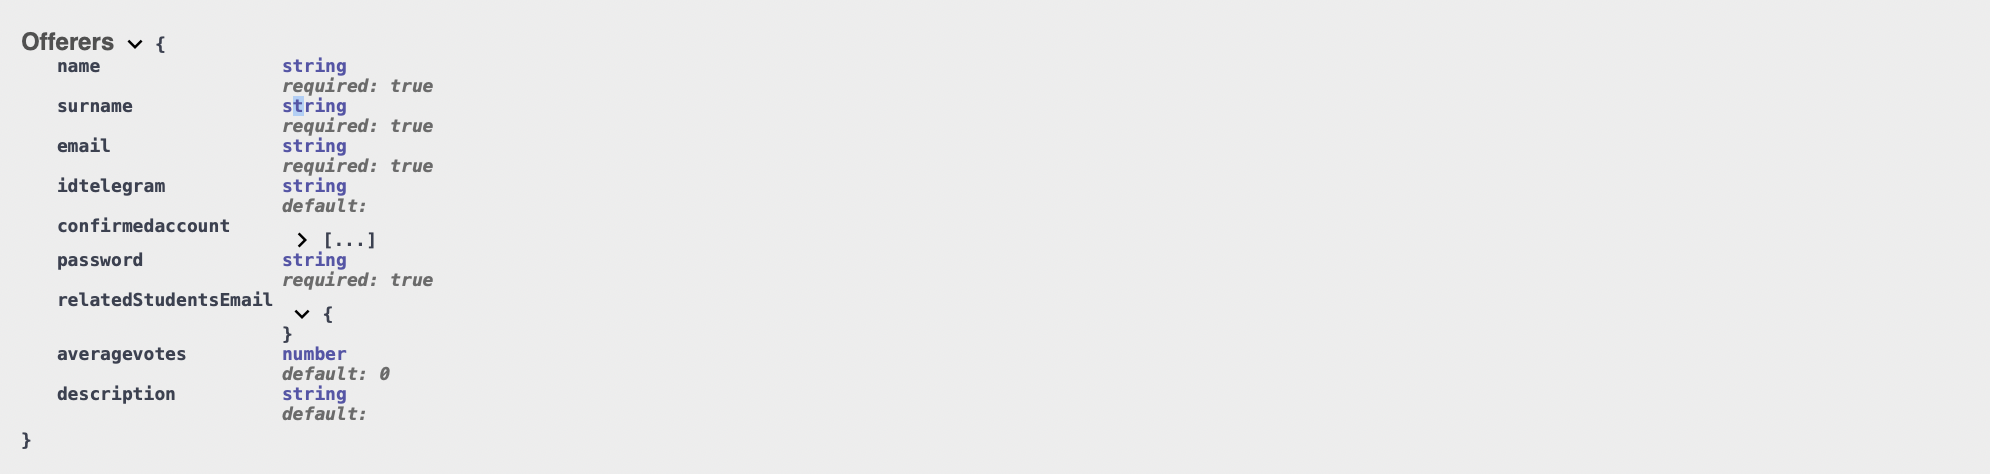 Offerers {
name string
required: true
surname string
required: true
email string
required: true
idtelegram string
default:
confirmedaccount
[...]
password string
required: true
relatedStudentsEmail
{
}
averagevotes number
default: 0
description string
default:
}